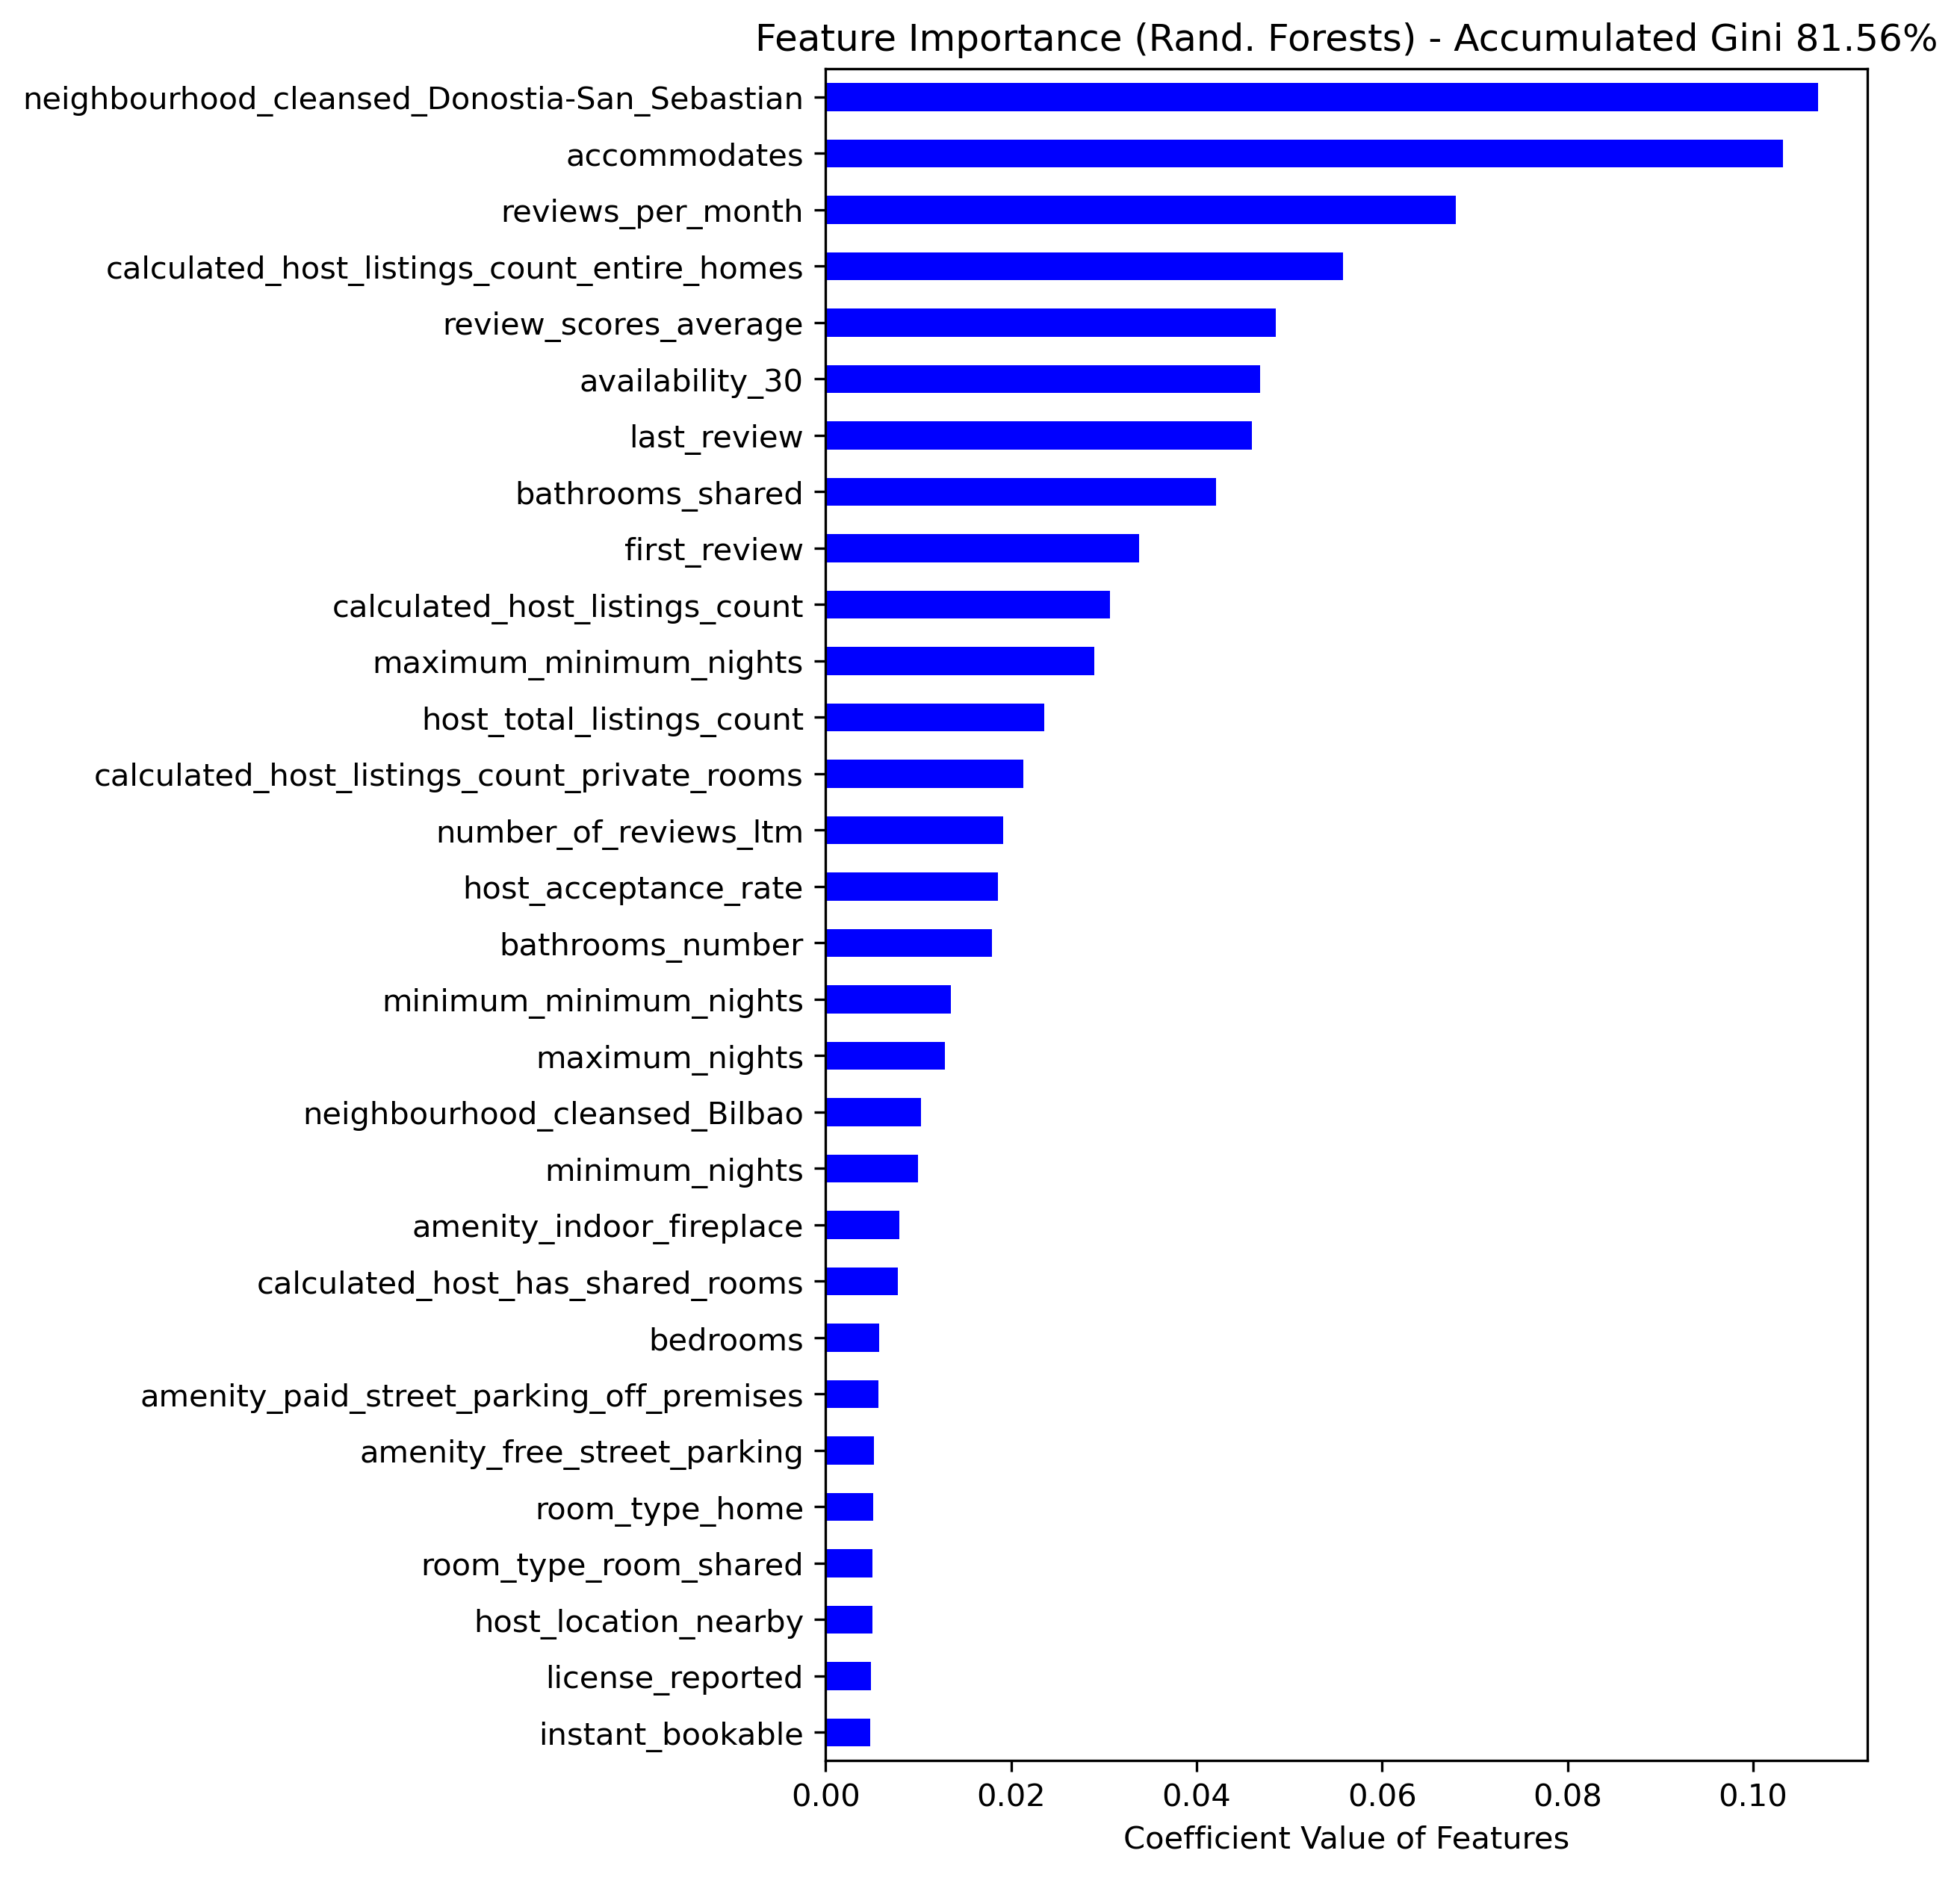 Feature Importance (Rand. Forests) - Accumulated Gini 81.56%
neighbourhood_cleansed_Donostia-San_Sebastian
accommodates
reviews_per_month
calculated_host_listings_count_entire_homes
review_scores_average
availability_30
last_review
bathrooms_shared
first_review
calculated_host_listings_count
maximum_minimum_nights
host_total_listings_count
calculated_host_listings_count_private_rooms
number_of_reviews_ltm
host_acceptance_rate
bathrooms_number
minimum_minimum_nights
maximum_nights
neighbourhood_cleansed_Bilbao
minimum_nights
amenity_indoor_fireplace
calculated_host_has_shared_rooms
bedrooms
amenity_paid_street_parking_off_premises
amenity_free_street_parking
room_type_home
room_type_room_shared
host_location_nearby
license_reported
instant_bookable
0.00 0.02 0.04 0.06 0.08 0.10
Coefficient Value of Features